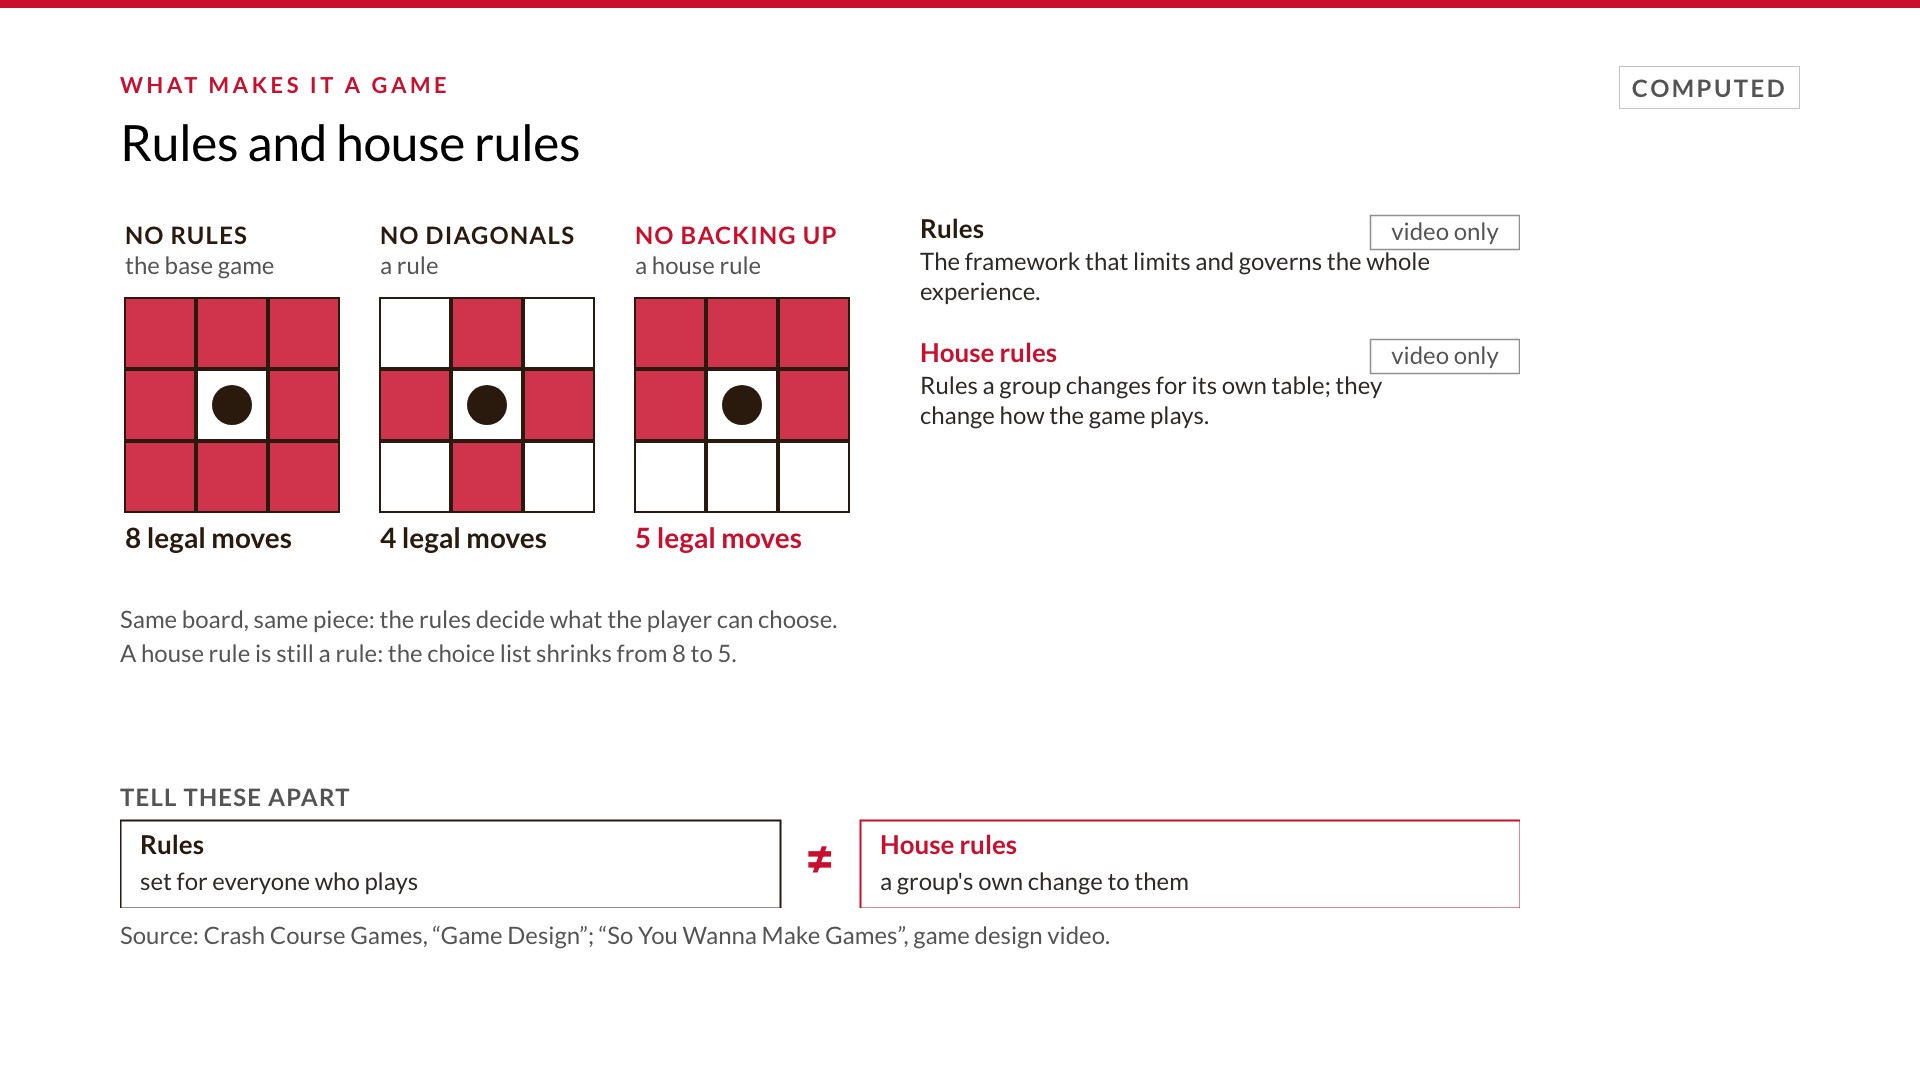 WHAT MAKES IT A GAME
COMPUTED
Rules and house rules
NO RULES
the base game
8 legal moves
NO DIAGONALS
a rule
4 legal moves
NO BACKING UP
a house rule
5 legal moves
Same board, same piece: the rules decide what the player can choose.
A house rule is still a rule: the choice list shrinks from 8 to 5.
Rules
video only
The framework that limits and governs the whole
experience.
House rules
video only
Rules a group changes for its own table; they
change how the game plays.
TELL THESE APART
Rules
set for everyone who plays
≠
House rules
a group's own change to them
Source: Crash Course Games, “Game Design”; “So You Wanna Make Games”, game design video.